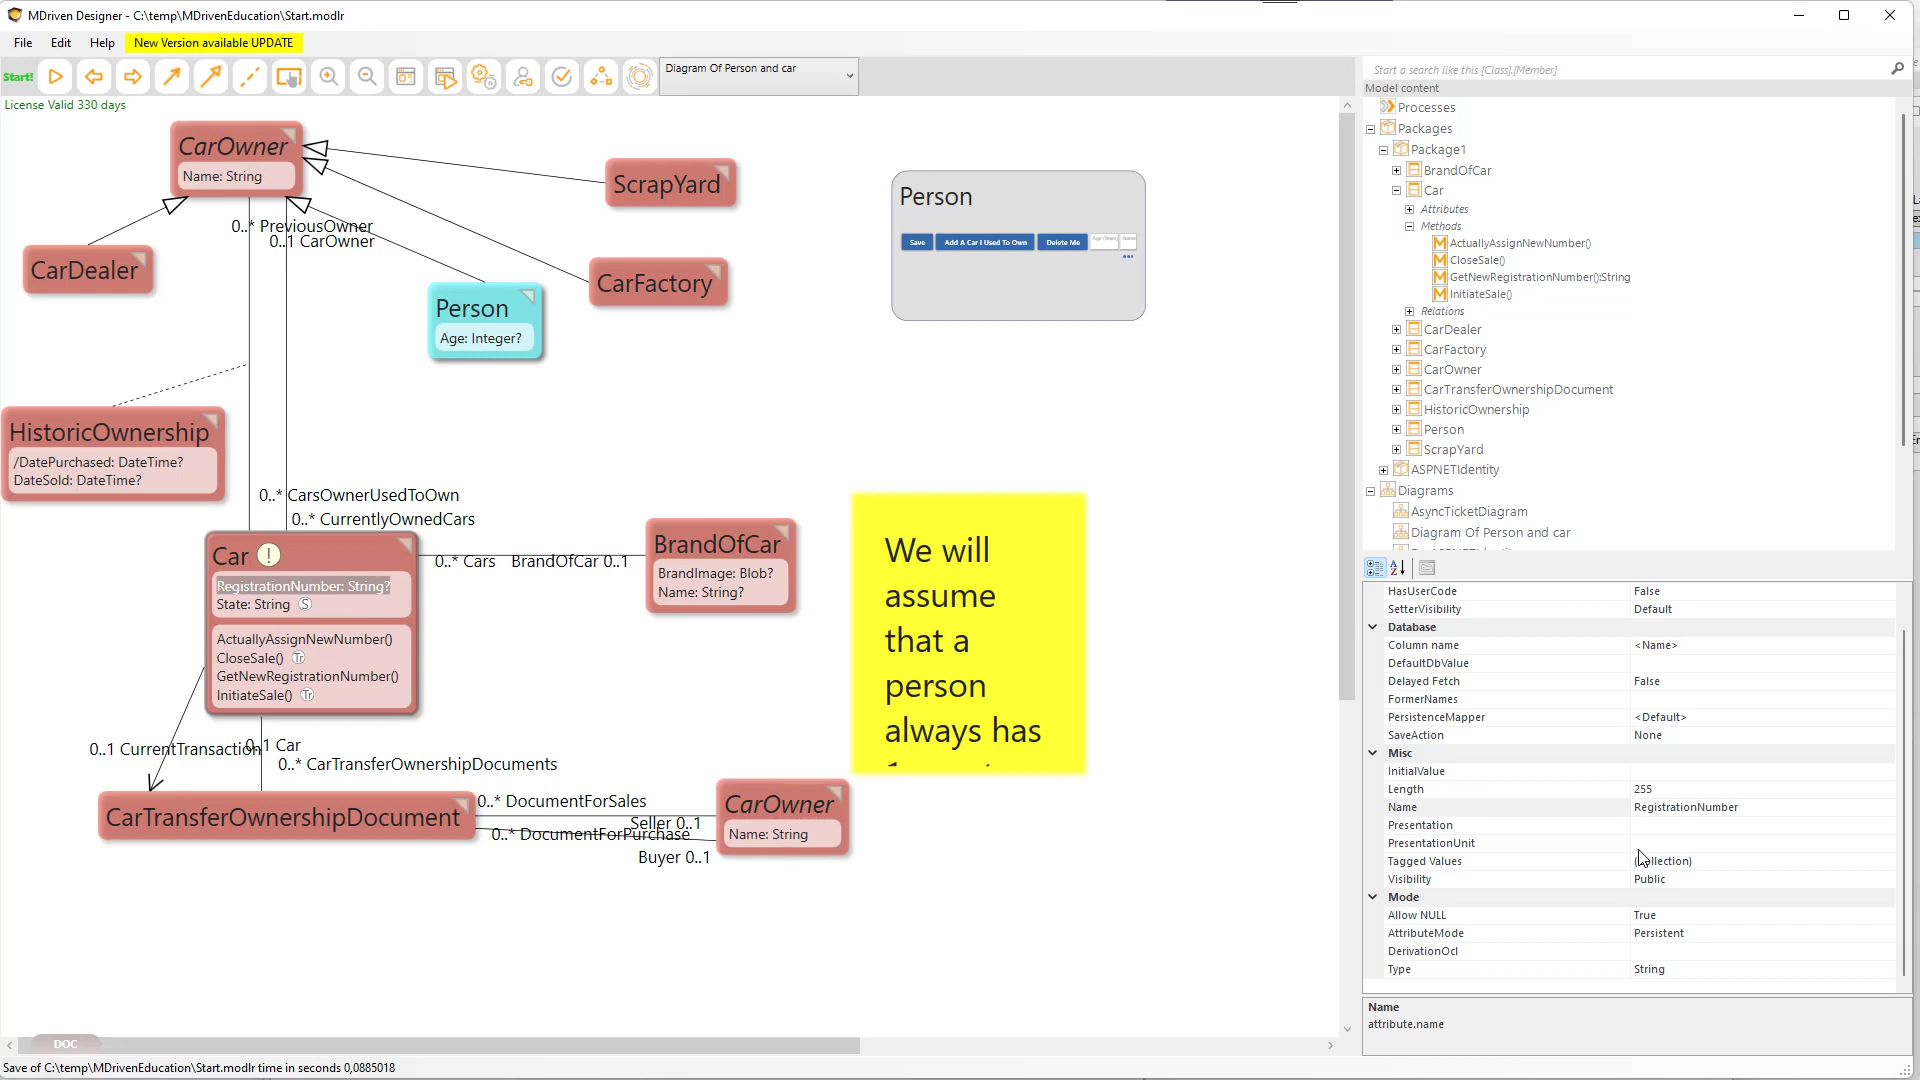 MDriven Designer - C:\temp\MDrivenEducation\Start.modlr
File Edit Help New Version available UPDATE
Start!
Diagram Of Person and car
License Valid 330 days
CarOwner
Name: String
ScrapYard
CarDealer
0..* PreviousOwner
0..1 CarOwner
CarFactory
Person
Age: Integer?
Person
Save
Add A Car I Used To Own
Delete Me
HistoricOwnership
/DatePurchased: DateTime?
DateSold: DateTime?
0..* CarsOwnerUsedToOwn
0..* CurrentlyOwnedCars
Car
RegistrationNumber: String?
State: String S
ActuallyAssignNewNumber()
CloseSale() Tr
GetNewRegistrationNumber()
InitiateSale() Tr
0..* Cars BrandOfCar 0..1
BrandOfCar
BrandImage: Blob?
Name: String?
We will
assume
that a
person
always has
0..1 CurrentTransaction
0..1 Car
0..* CarTransferOwnershipDocuments
CarTransferOwnershipDocument
0..* DocumentForSales
Seller 0..1
0..* DocumentForPurchase
Buyer 0..1
CarOwner
Name: String
DOC
Save of C:\temp\MDrivenEducation\Start.modlr time in seconds 0,0885018
Start a search like this [Class].[Member]
Model content
Processes
Packages
Package1
BrandOfCar
Car
Attributes
Methods
ActuallyAssignNewNumber()
CloseSale()
GetNewRegistrationNumber():String
InitiateSale()
Relations
CarDealer
CarFactory
CarOwner
CarTransferOwnershipDocument
HistoricOwnership
Person
ScrapYard
ASPNETIdentity
Diagrams
AsyncTicketDiagram
Diagram Of Person and car
HasUserCode False
SetterVisibility Default
Database
Column name <Name>
DefaultDbValue
Delayed Fetch False
FormerNames
PersistenceMapper <Default>
SaveAction None
Misc
InitialValue
Length 255
Name RegistrationNumber
Presentation
PresentationUnit
Tagged Values (Collection)
Visibility Public
Mode
Allow NULL True
AttributeMode Persistent
DerivationOcl
Type String
Name
attribute.name